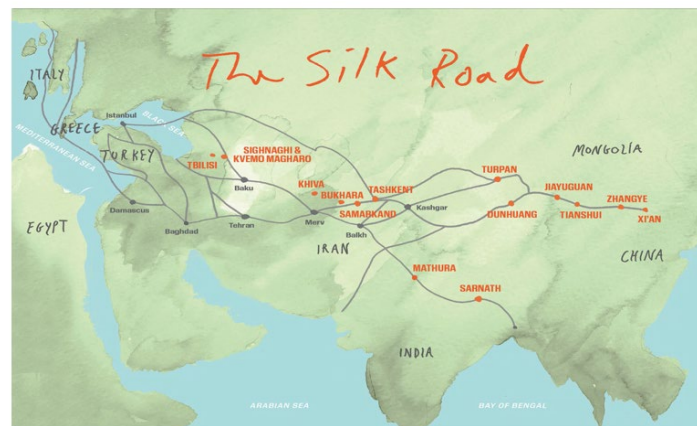 The Silk Road
ITALY
GREECE
MEDITERRANEAN SEA
Istanbul
BLACK SEA
TURKEY
TBILISI
SIGHNAGHI &
KVEMO MAGHARO
Baku
KHIVA
BUKHARA
TASHKENT
SAMARKAND
Kashgar
TURPAN
MONGOLIA
DUNHUANG
JIAYUGUAN
TIANSHUI
ZHANGYE
XI'AN
EGYPT
Damascus
Baghdad
Tehran
Merv
Balkh
IRAN
CHINA
MATHURA
SARNATH
INDIA
ARABIAN SEA
BAY OF BENGAL